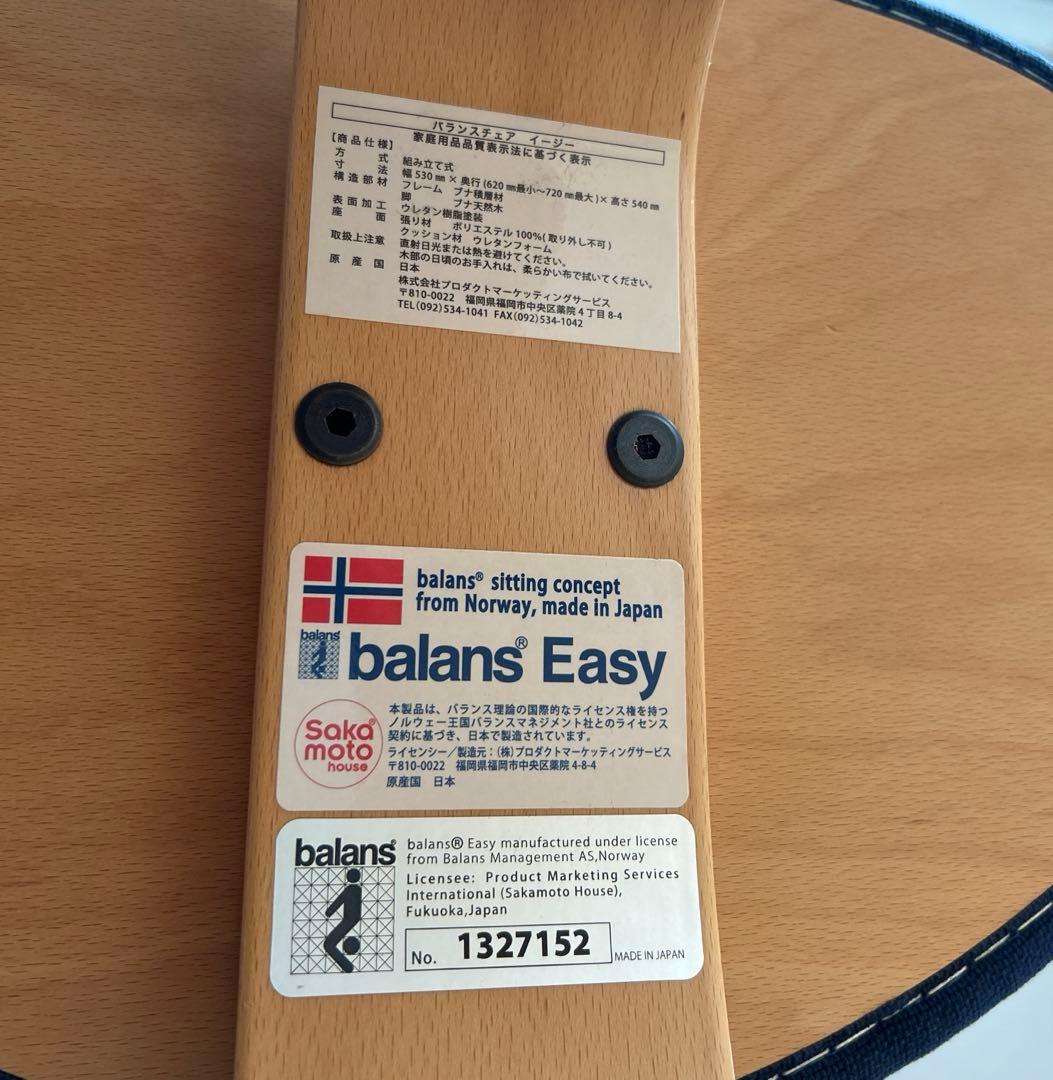 バランスチェア　イージー
家庭用品品質表示法に基づく表示
【商品仕様】
方式　組み立て式
寸法　幅 530 ㎜ × 奥行 (620 ㎜最小～720 ㎜最大 )× 高さ 540 ㎜
構造部材　フレーム　ブナ積層材
脚　ブナ天然木
表面加工　ウレタン樹脂塗装
座面　張り材　ポリエステル 100%( 取り外し不可 )
クッション材　ウレタンフォーム
取扱上注意　直射日光または熱を避けてください。
木部の日頃のお手入れは、柔らかい布で拭いてください。
原産国　日本
株式会社プロダクトマーケッティングサービス
〒810-0022　福岡県福岡市中央区薬院 4 丁目 8-4
TEL(092)534-1041 FAX(092)534-1042
balans® sitting concept
from Norway, made in Japan
balans®
balans® Easy
Saka®
moto
house
本製品は、バランス理論の国際的なライセンス権を持つ
ノルウェー王国バランスマネジメント社とのライセンス
契約に基づき、日本で製造されています。
ライセンシー／製造元：(株)プロダクトマーケッティングサービス
〒810-0022　福岡県福岡市中央区薬院 4-8-4
原産国　日本
balans®
balans® Easy manufactured under license
from Balans Management AS,Norway
Licensee: Product Marketing Services
International (Sakamoto House),
Fukuoka,Japan
No. 1327152 MADE IN JAPAN